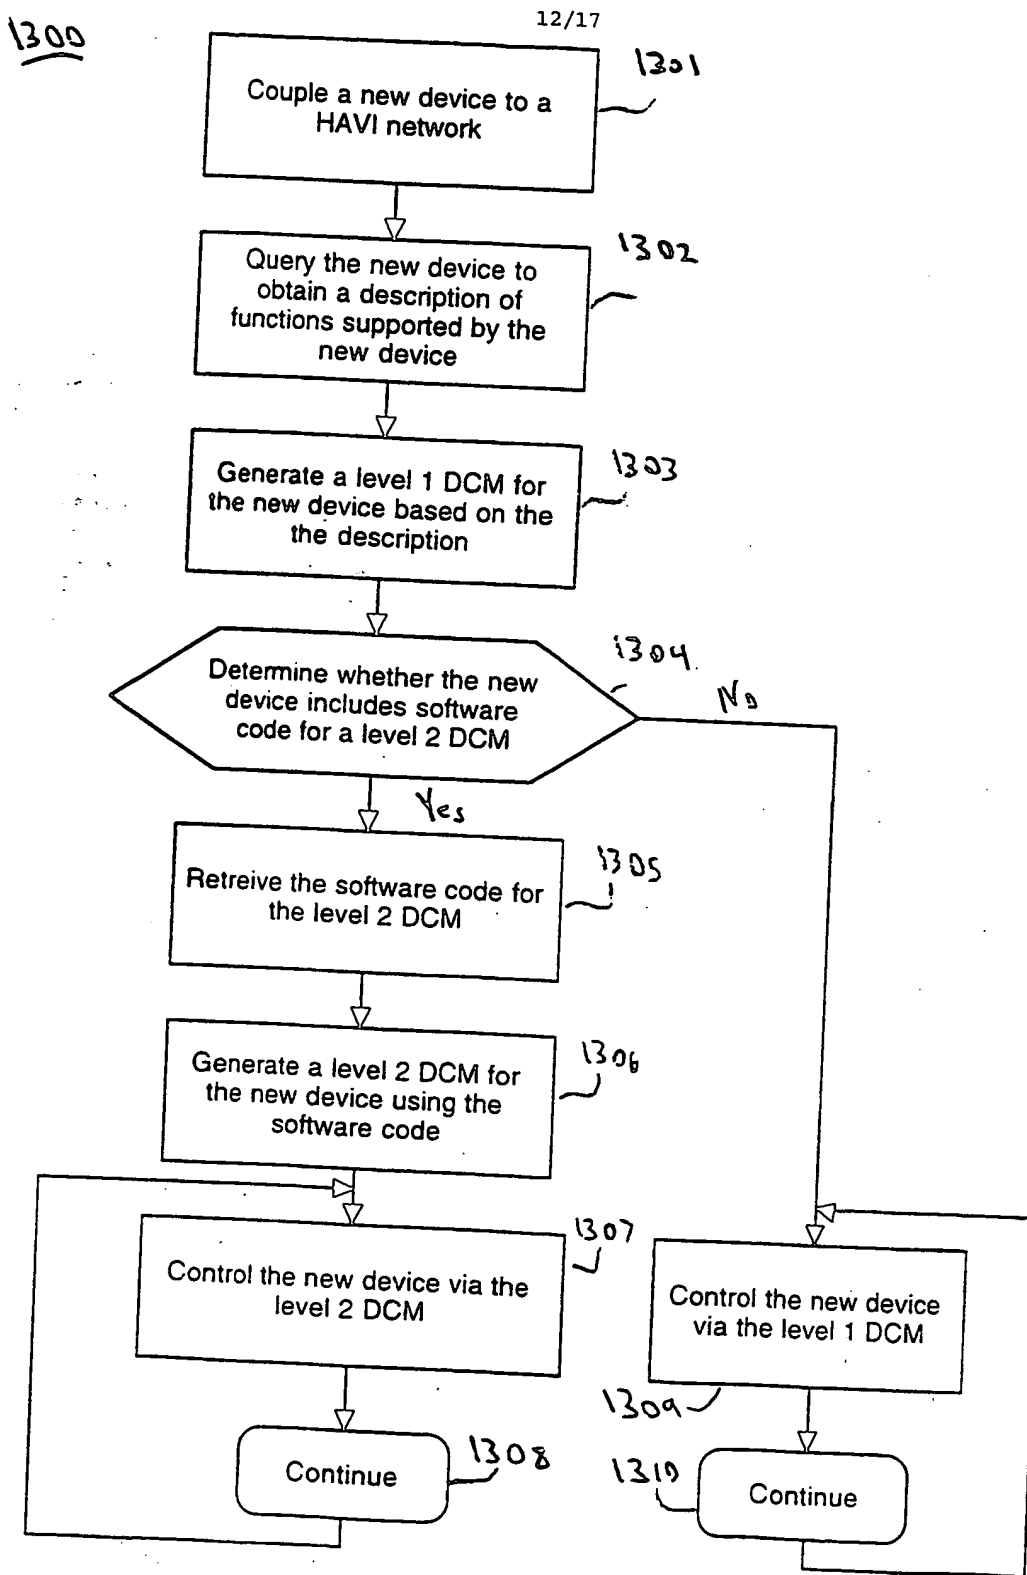 12/17
1300
Couple a new device to a
HAVI network
1301
Query the new device to
obtain a description of
functions supported by the
new device
1302
Generate a level 1 DCM for
the new device based on the
the description
1303
Determine whether the new
device includes software
code for a level 2 DCM
1304
No
Yes
Retreive the software code for
the level 2 DCM
1305
Generate a level 2 DCM for
the new device using the
software code
1306
Control the new device via the
level 2 DCM
1307
Control the new device
via the level 1 DCM
1309
Continue
1308
Continue
1310